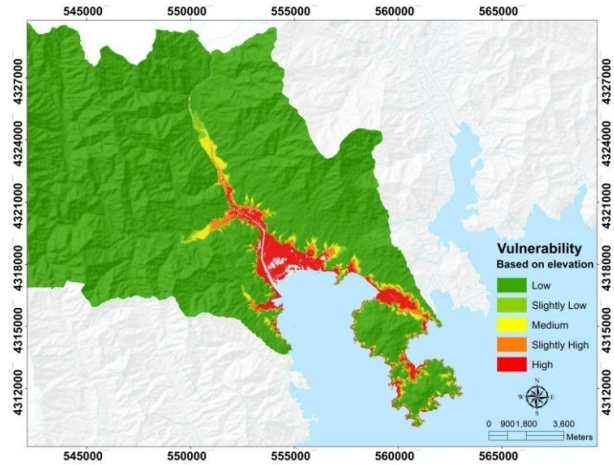 545000 550000 555000 560000 565000
4327000
4324000
4321000
4318000
4315000
4312000
4327000
4324000
4321000
4318000
4315000
4312000
Vulnerability
Based on elevation
Low
Slightly Low
Medium
Slightly High
High
N
W E
S
0 9001,800 3,600
Meters
545000 550000 555000 560000 565000